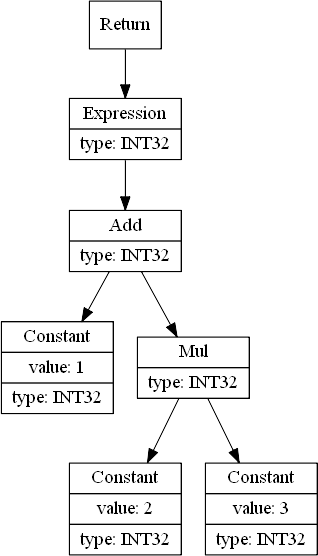 Return
Expression
type: INT32
Add
type: INT32
Constant
value: 1
type: INT32
Mul
type: INT32
Constant
value: 2
type: INT32
Constant
value: 3
type: INT32